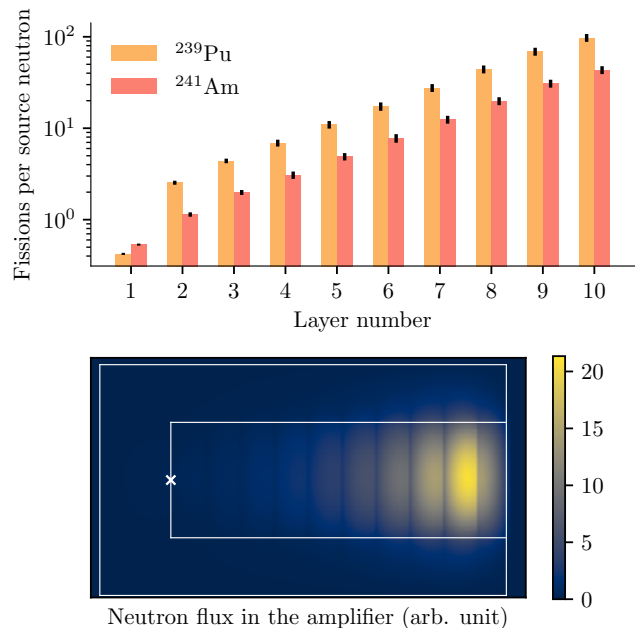 Fissions per source neutron
10²
10¹
10⁰
²³⁹Pu
²⁴¹Am
1 2 3 4 5 6 7 8 9 10
Layer number
20
15
10
5
0
Neutron flux in the amplifier (arb. unit)